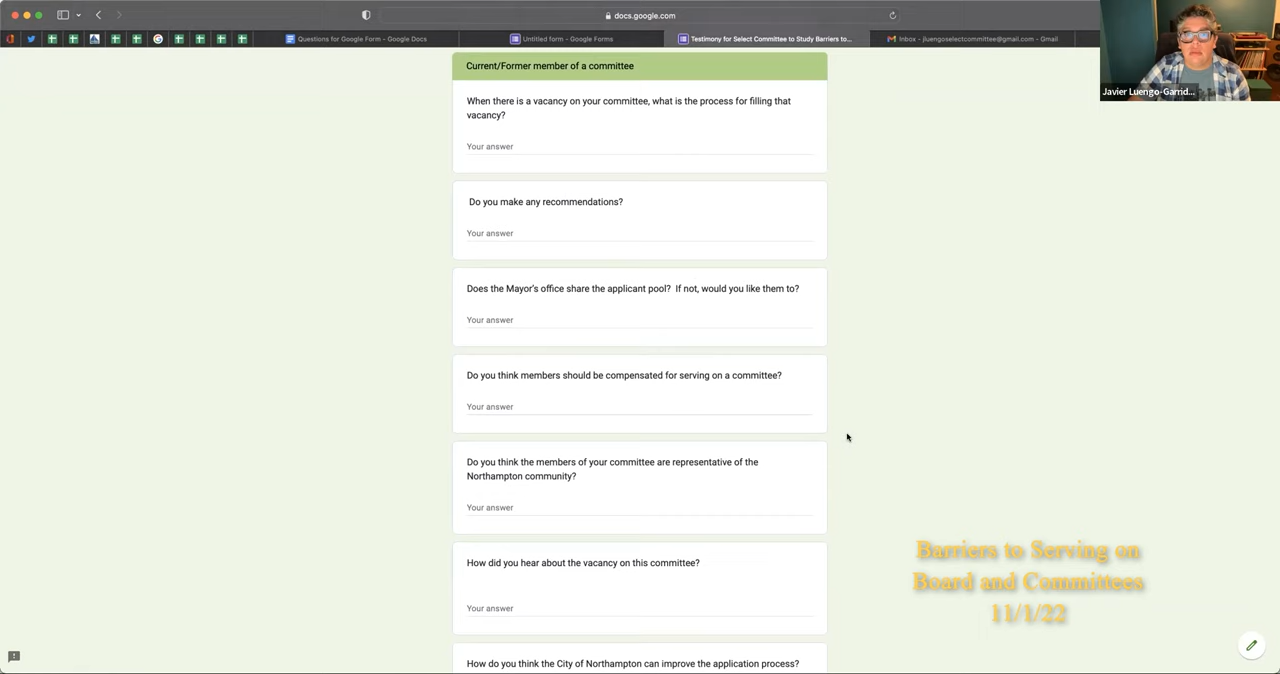 docs.google.com
Questions for Google Form - Google Docs
Untitled form - Google Forms
Testimony for Select Committee to Study Barriers to...
Inbox - jluengoselectcommittee@gmail.com - Gmail
Javier Luengo-Garrid...
Current/Former member of a committee
When there is a vacancy on your committee, what is the process for filling that
vacancy?
Your answer
Do you make any recommendations?
Your answer
Does the Mayor's office share the applicant pool?  If not, would you like them to?
Your answer
Do you think members should be compensated for serving on a committee?
Your answer
Do you think the members of your committee are representative of the
Northampton community?
Your answer
How did you hear about the vacancy on this committee?
Your answer
How do you think the City of Northampton can improve the application process?
Barriers to Serving on
Board and Committees
11/1/22